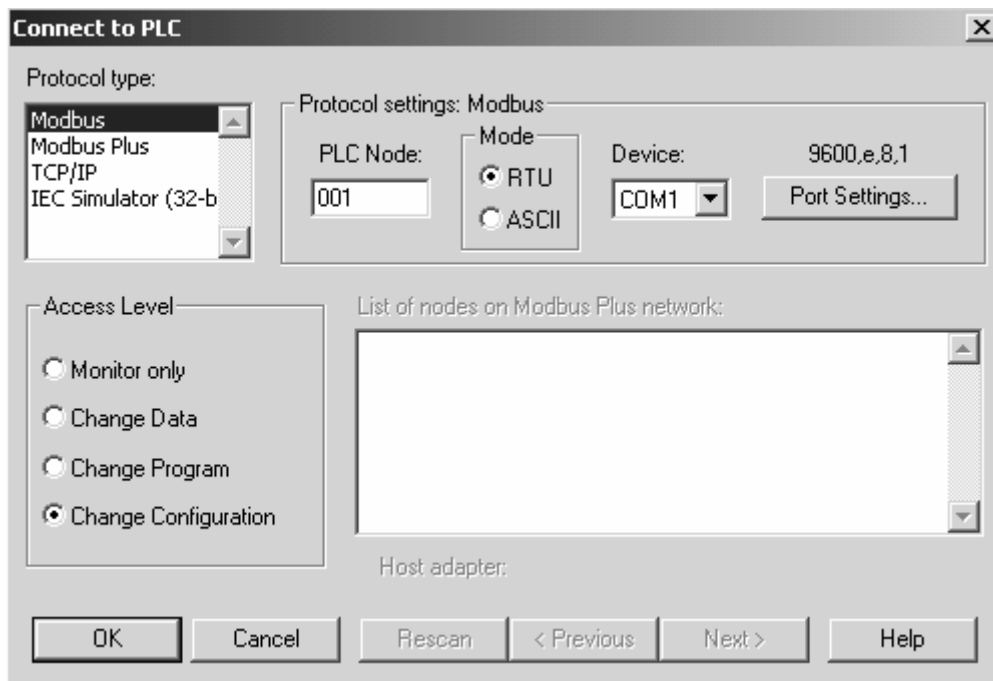 Connect to PLC
Protocol type:
Modbus
Modbus Plus
TCP/IP
IEC Simulator (32-b
Protocol settings: Modbus
PLC Node:
001
Mode
RTU
ASCII
Device:
COM1
9600,e,8,1
Port Settings...
Access Level
Monitor only
Change Data
Change Program
Change Configuration
List of nodes on Modbus Plus network:
Host adapter:
OK
Cancel
Rescan
< Previous
Next >
Help